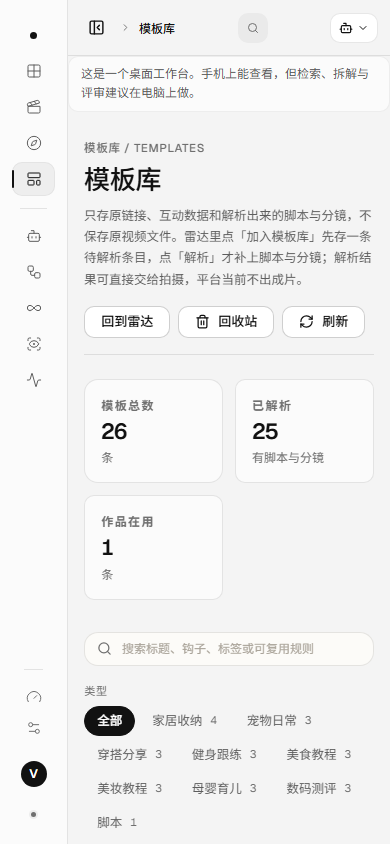 模板库
这是一个桌面工作台。手机上能查看，但检索、拆解与
评审建议在电脑上做。
模板库 / TEMPLATES
模板库
只存原链接、互动数据和解析出来的脚本与分镜，不
保存原视频文件。雷达里点「加入模板库」先存一条
待解析条目，点「解析」才补上脚本与分镜；解析结
果可直接交给拍摄，平台当前不出成片。
回到雷达 回收站 刷新
模板总数 已解析
26 25
条 有脚本与分镜
作品在用
1
条
搜索标题、钩子、标签或可复用规则
类型
全部 家居收纳 4 宠物日常 3
穿搭分享 3 健身跟练 3 美食教程 3
美妆教程 3 母婴育儿 3 数码测评 3
脚本 1
V